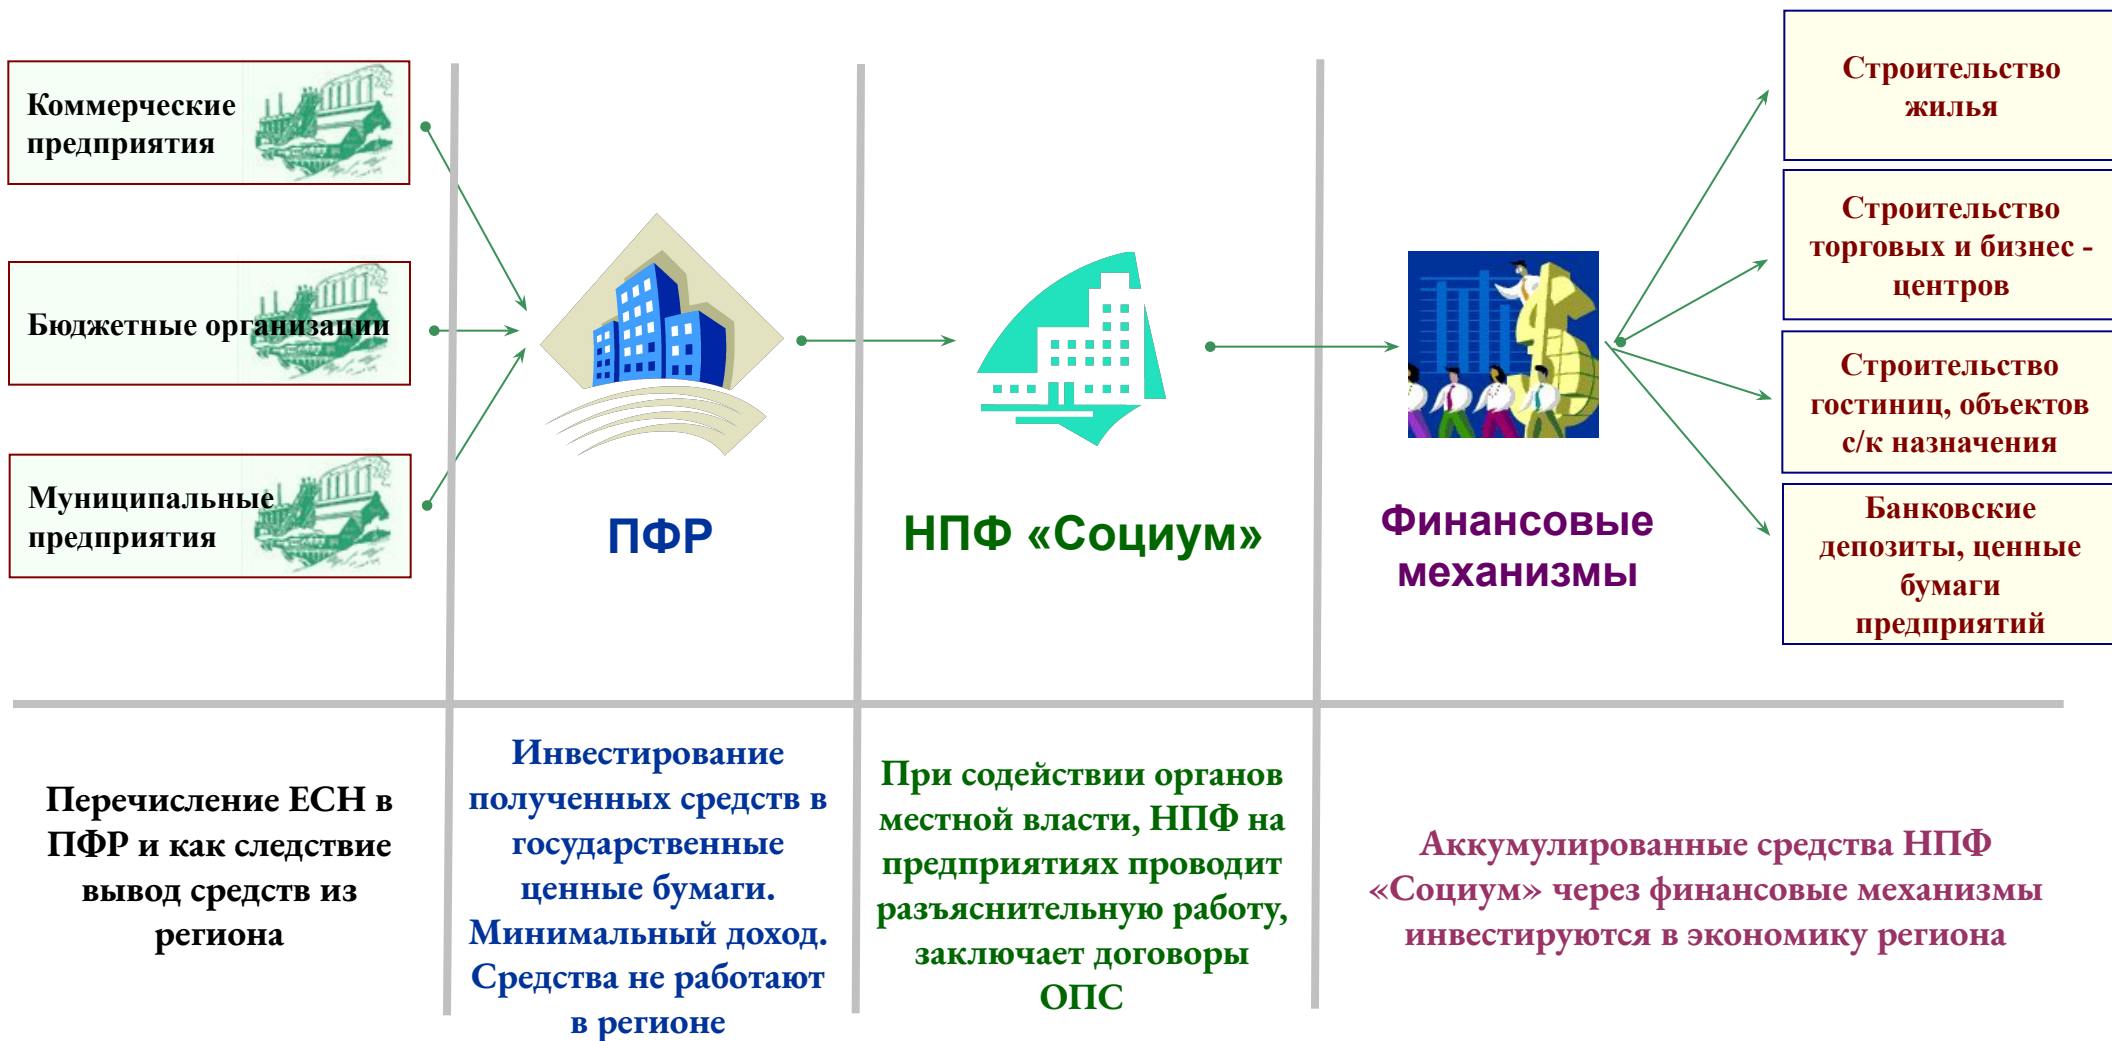 Коммерческие
предприятия
Бюджетные организации
Муниципальные
предприятия
ПФР
НПФ «Социум»
Финансовые
механизмы
Строительство
жилья
Строительство
торговых и бизнес -
центров
Строительство
гостиниц, объектов
с/к назначения
Банковские
депозиты, ценные
бумаги
предприятий
Перечисление ЕСН в
ПФР и как следствие
вывод средств из
региона
Инвестирование
полученных средств в
государственные
ценные бумаги.
Минимальный доход.
Средства не работают
в регионе
При содействии органов
местной власти, НПФ на
предприятиях проводит
разъяснительную работу,
заключает договоры
ОПС
Аккумулированные средства НПФ
«Социум» через финансовые механизмы
инвестируются в экономику региона